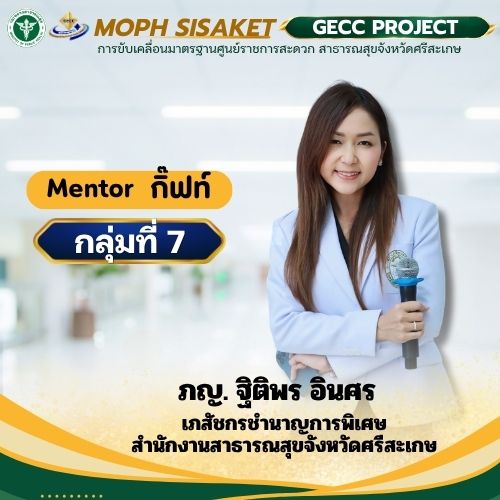 MOPH SISAKET GECC PROJECT
การขับเคลื่อนมาตรฐานศูนย์ราชการสะดวก สาธารณสุขจังหวัดศรีสะเกษ
Mentor กิ๊ฟท์
กลุ่มที่ 7
ภญ. ฐิติพร อินศร
เภสัชกรชำนาญการพิเศษ
สำนักงานสาธารณสุขจังหวัดศรีสะเกษ